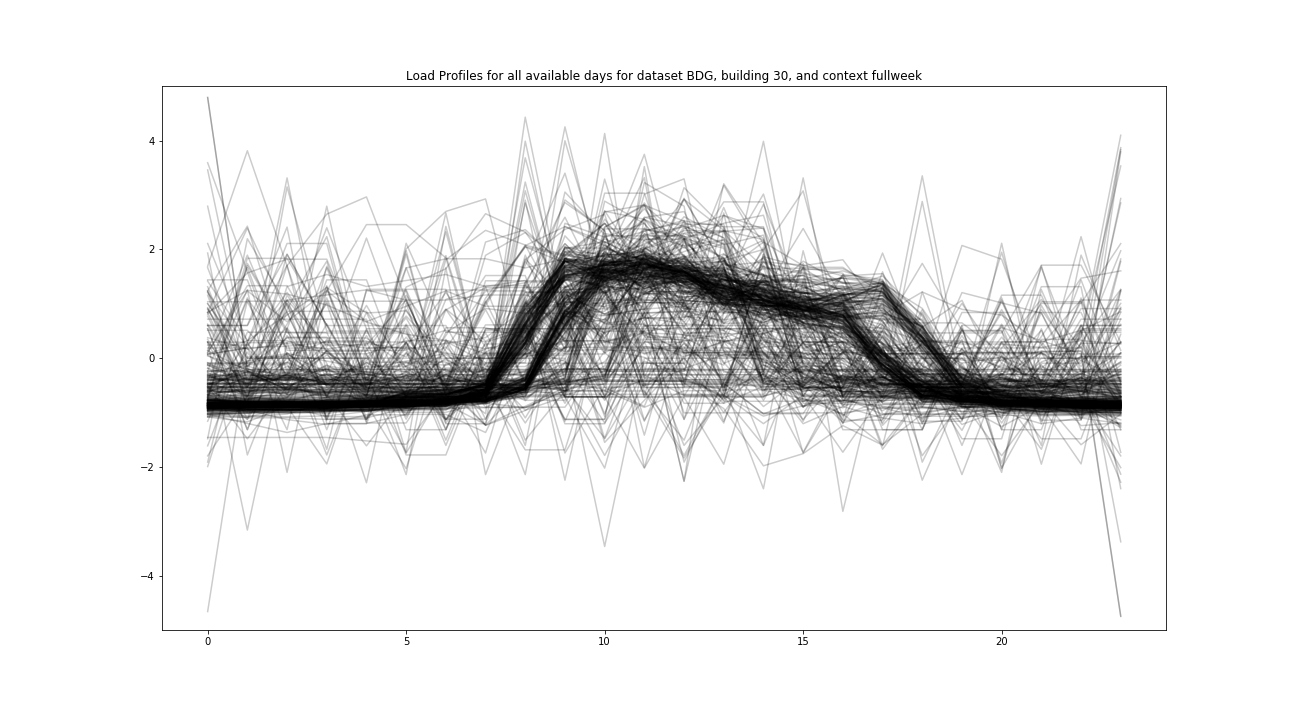 Load Profiles for all available days for dataset BDG, building 30, and context fullweek
4
2
0
−2
−4
0 5 10 15 20